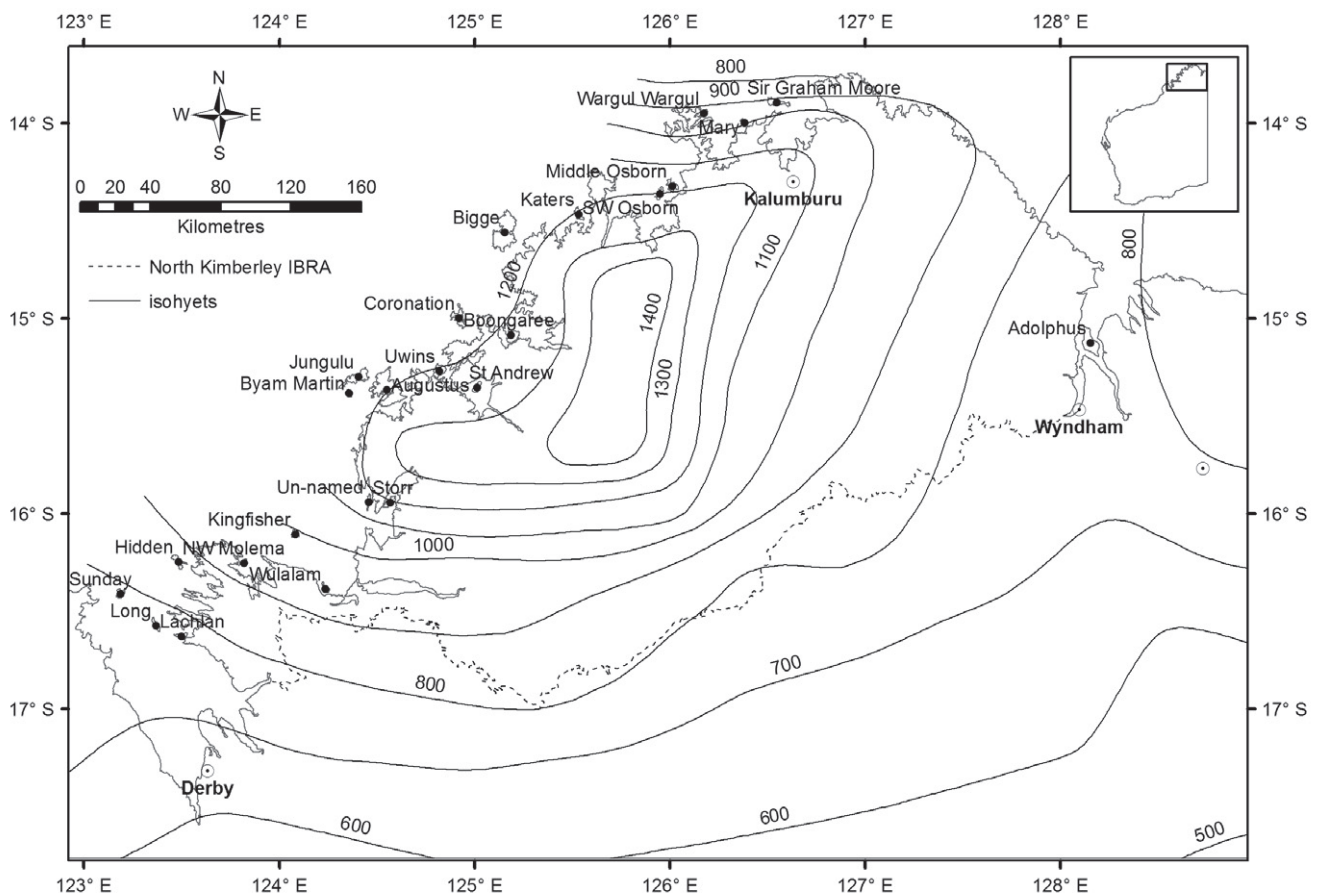 123° E 124° E 125° E 126° E 127° E 128° E
800
900 Sir Graham Moore
Wargul Wargul
N
W E
S
14° S 14° S
Mary
0 20 40 80 120 160
Kilometres
Middle Osborn
Kalumburu
Katers SW Osborn
Bigge
1100
800
North Kimberley IBRA
isohyets
1200
Coronation
1400
Boongaree
15° S 15° S
Adolphus
Jungulu Uwins St Andrew
Byam Martin Augustus
1300
Wyndham
Un-named Storr
16° S 16° S
Kingfisher
1000
Hidden NW Molema
Wulalam
Sunday
Long
Lachlan
800
700
17° S 17° S
Derby
600
600
500
123° E 124° E 125° E 126° E 127° E 128° E